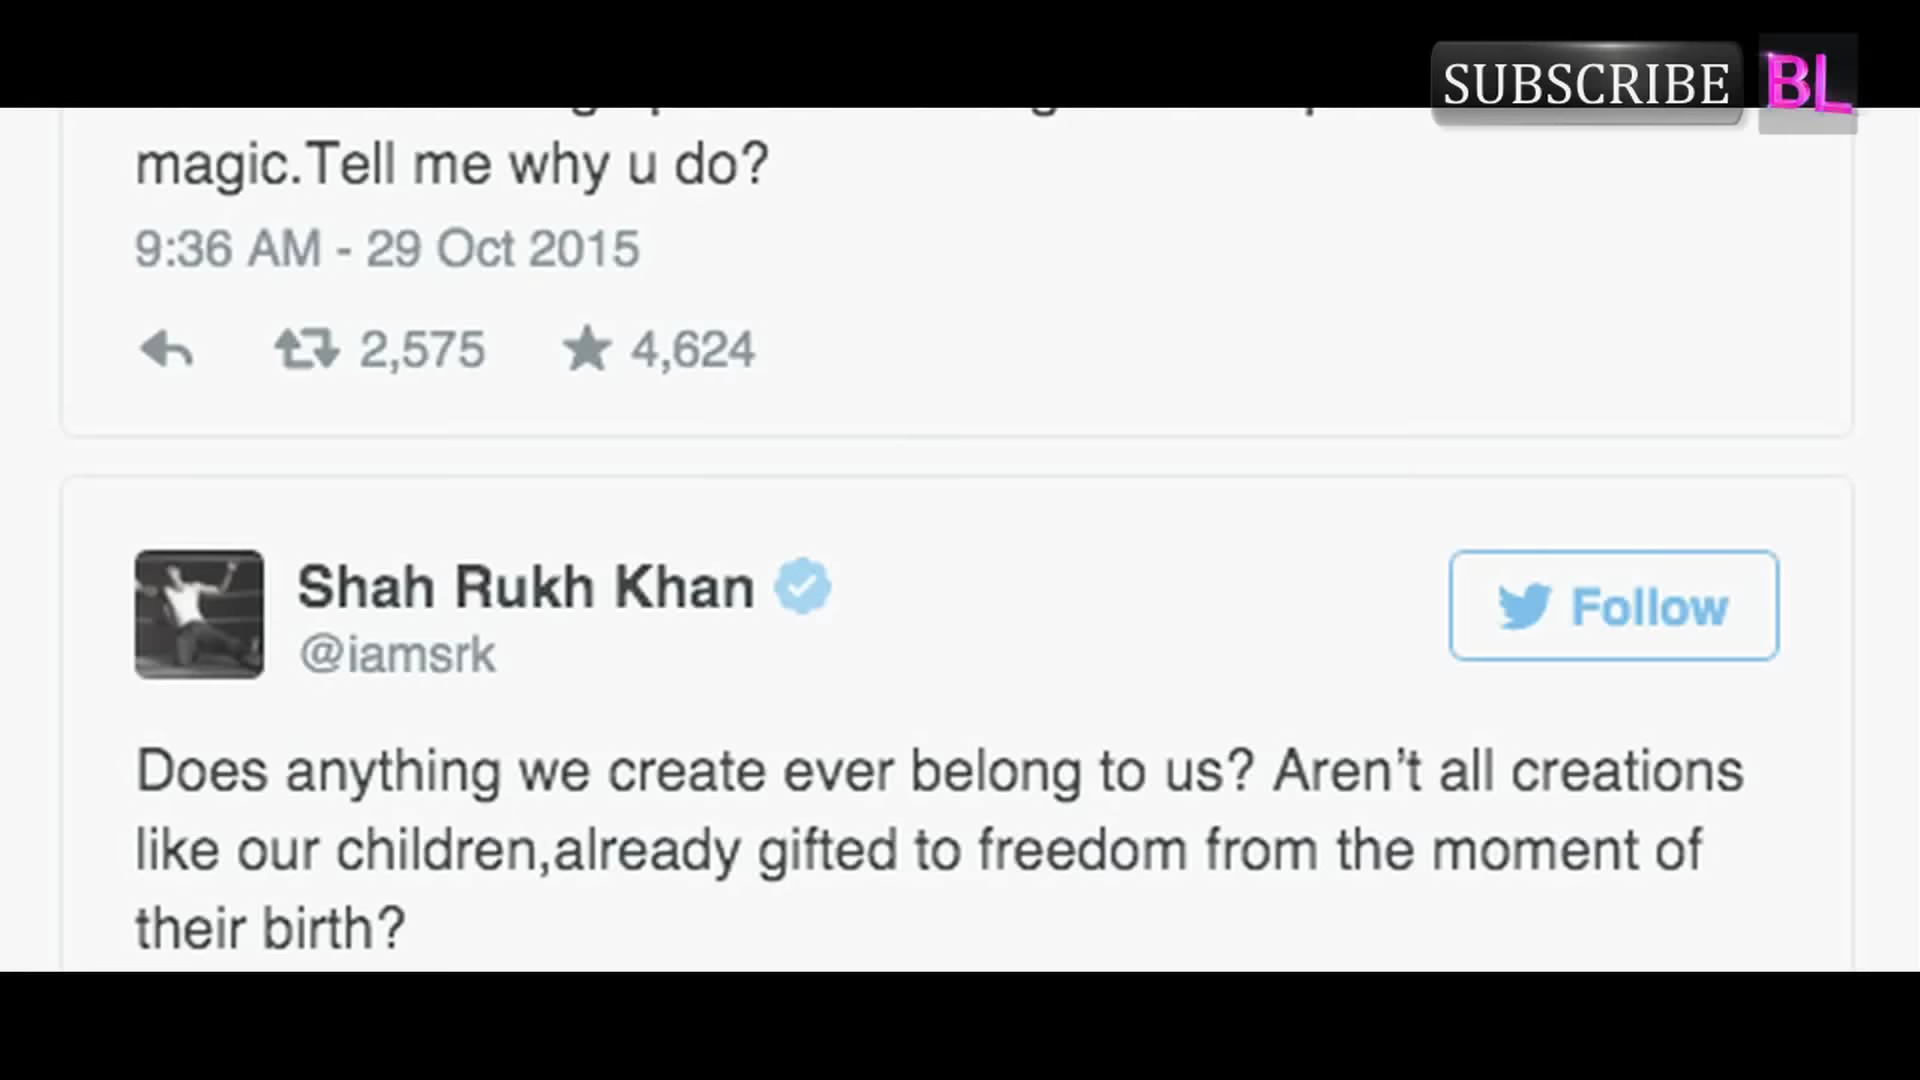 SUBSCRIBE BL
magic.Tell me why u do?
9:36 AM - 29 Oct 2015
2,575 4,624
Shah Rukh Khan
@iamsrk
Follow
Does anything we create ever belong to us? Aren't all creations
like our children,already gifted to freedom from the moment of
their birth?